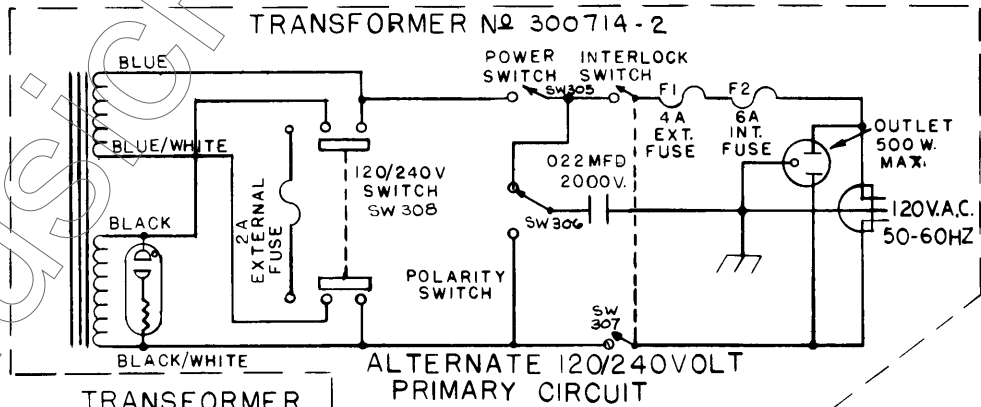 TRANSFORMER Nº 300714-2
BLUE
POWER
SWITCH
SW305
INTERLOCK
SWITCH
F1
4A
EXT.
FUSE
F2
6A
INT.
FUSE
OUTLET
500 W.
MAX.
BLUE/WHITE
120/240V
SWITCH
SW 308
022 MFD
2000V.
SW306
120V.A.C.
50-60HZ
BLACK
2A
EXTERNAL
FUSE
POLARITY
SWITCH
SW
307
BLACK/WHITE
ALTERNATE 120/240VOLT
PRIMARY CIRCUIT
TRANSFORMER